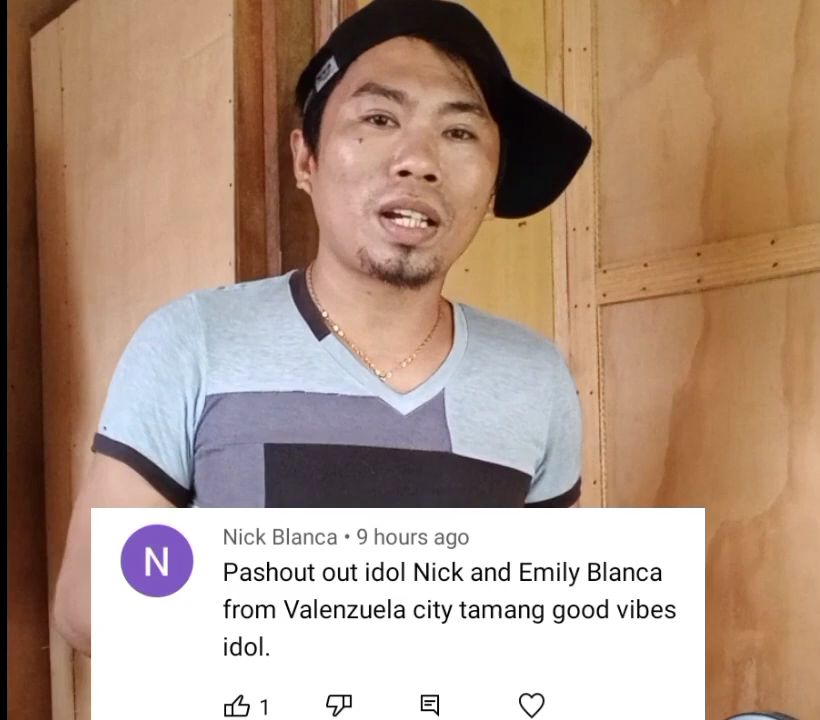 N
Nick Blanca • 9 hours ago
Pashout out idol Nick and Emily Blanca
from Valenzuela city tamang good vibes
idol.
1